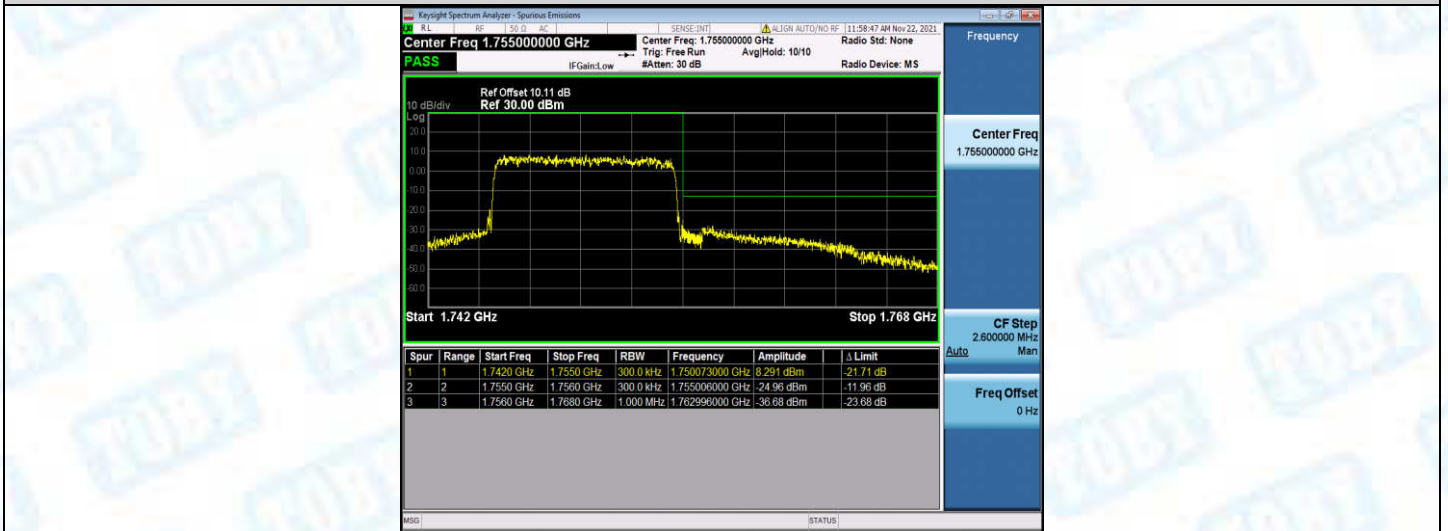 Keysight Spectrum Analyzer - Spurious Emissions
RL RF 50 Ω AC SENSE:INT ALIGN AUTO/NO RF 11:58:47 AM Nov 22, 2021
Center Freq 1.755000000 GHz Center Freq: 1.755000000 GHz Radio Std: None
Trig: Free Run Avg|Hold: 10/10
PASS IFGain:Low #Atten: 30 dB Radio Device: MS
Ref Offset 10.11 dB
10 dB/div Ref 30.00 dBm
Log
20.0
10.0
0.00
-10.0
-20.0
-30.0
-40.0
-50.0
-60.0
Start 1.742 GHz Stop 1.768 GHz
Spur Range Start Freq Stop Freq RBW Frequency Amplitude Δ Limit
1 1 1.7420 GHz 1.7550 GHz 300.0 kHz 1.750073000 GHz 8.291 dBm -21.71 dB
2 2 1.7550 GHz 1.7560 GHz 300.0 kHz 1.755006000 GHz -24.96 dBm -11.96 dB
3 3 1.7560 GHz 1.7680 GHz 1.000 MHz 1.762996000 GHz -36.68 dBm -23.68 dB
MSG STATUS
Frequency
Center Freq
1.755000000 GHz
CF Step
2.600000 MHz
Auto Man
Freq Offset
0 Hz